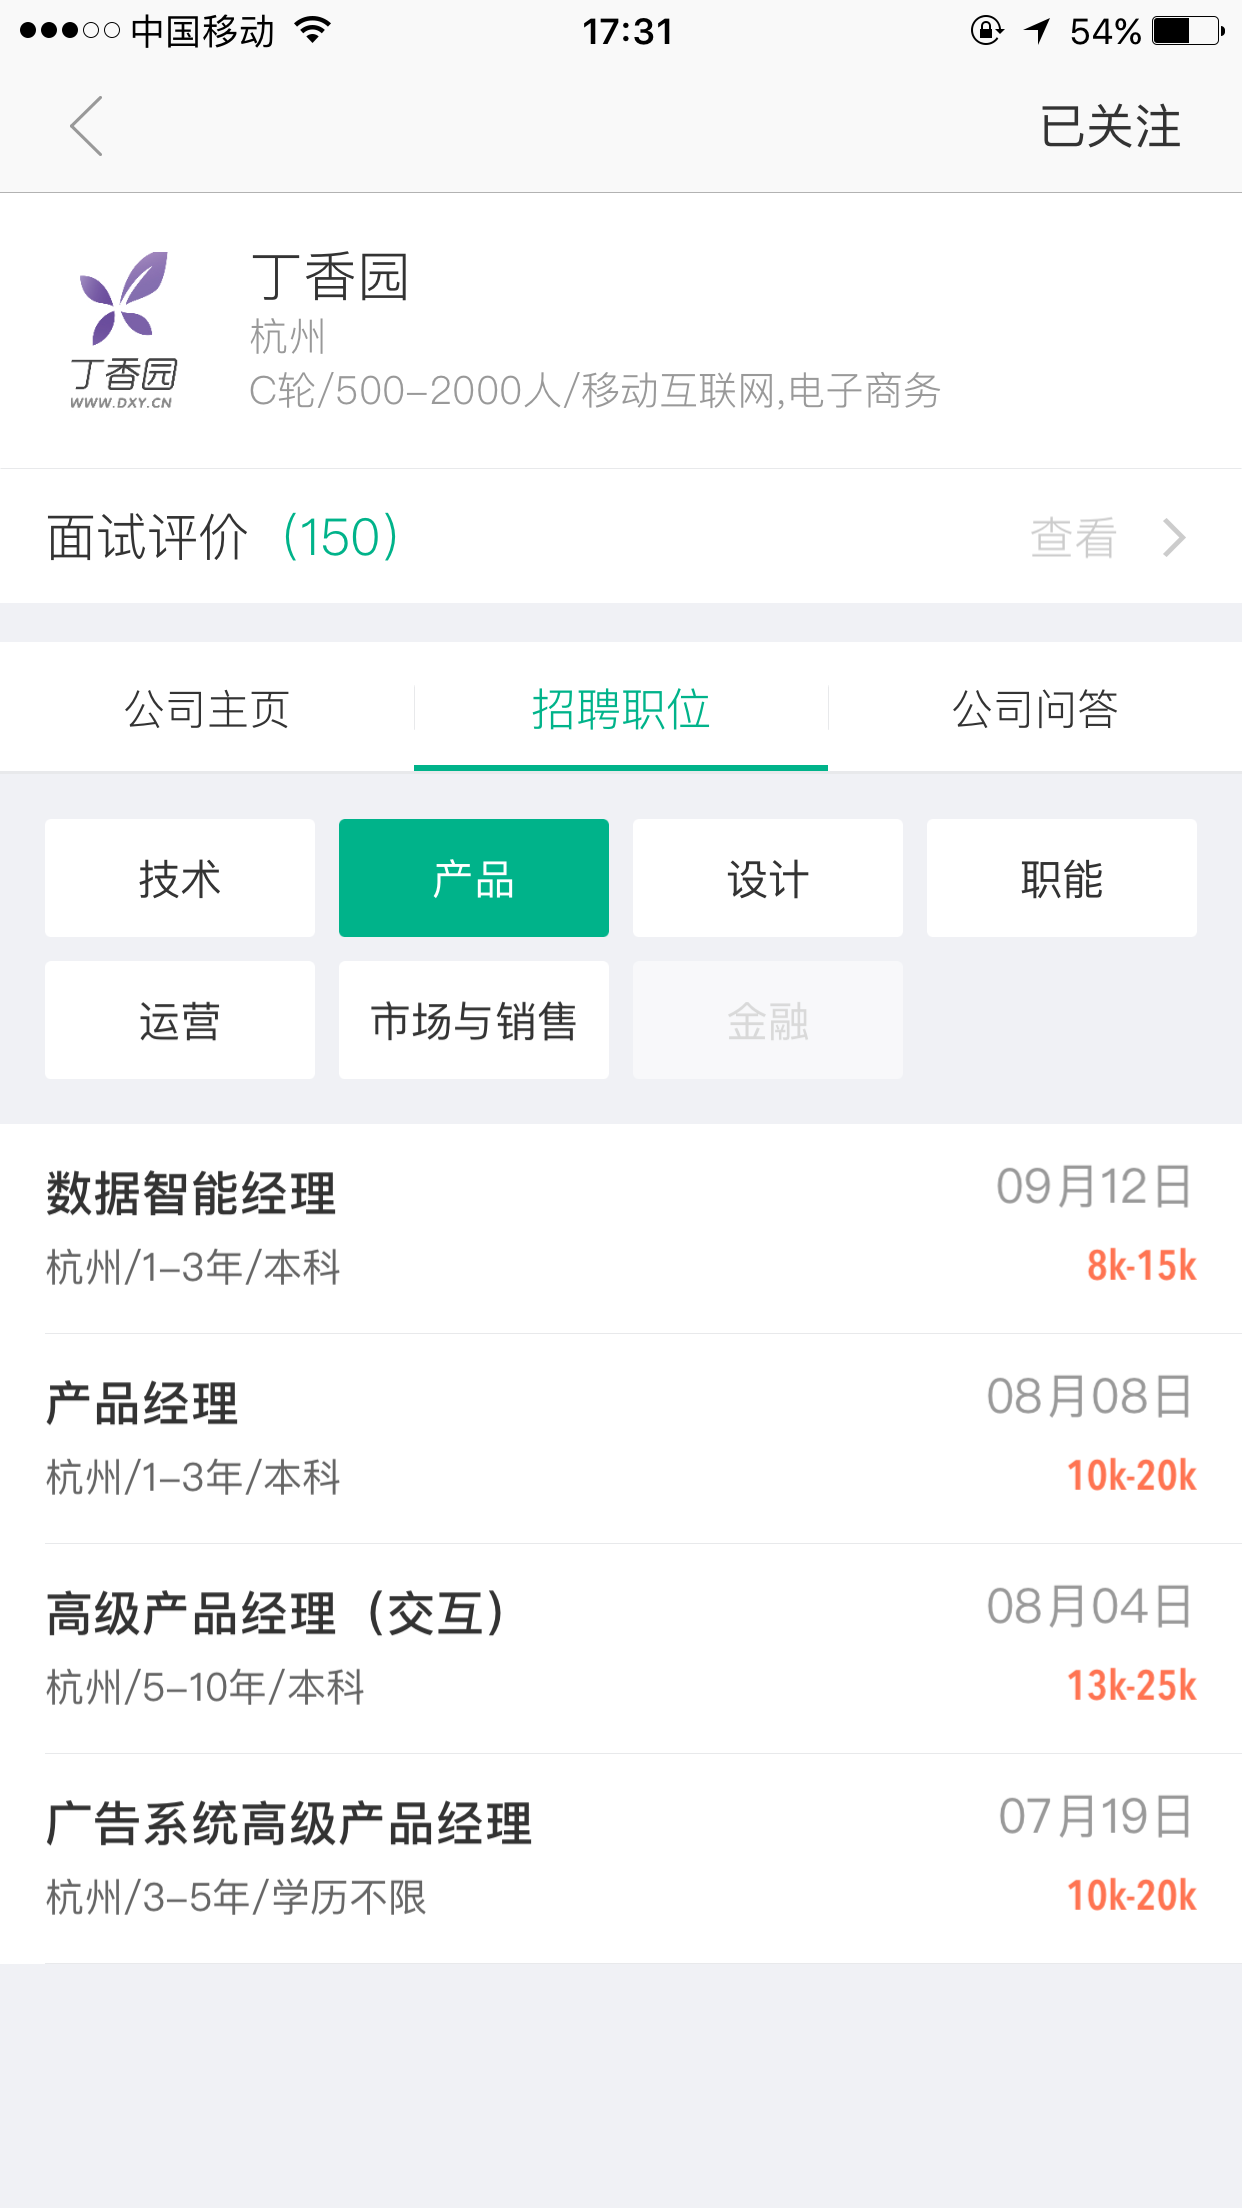 中国移动 17:31 54%
已关注
丁香园
杭州
C轮/500-2000人/移动互联网,电子商务
丁香园
WWW.DXY.CN
面试评价（150） 查看
公司主页 招聘职位 公司问答
技术 产品 设计 职能
运营 市场与销售 金融
数据智能经理 09月12日
杭州/1-3年/本科 8k-15k
产品经理 08月08日
杭州/1-3年/本科 10k-20k
高级产品经理（交互） 08月04日
杭州/5-10年/本科 13k-25k
广告系统高级产品经理 07月19日
杭州/3-5年/学历不限 10k-20k